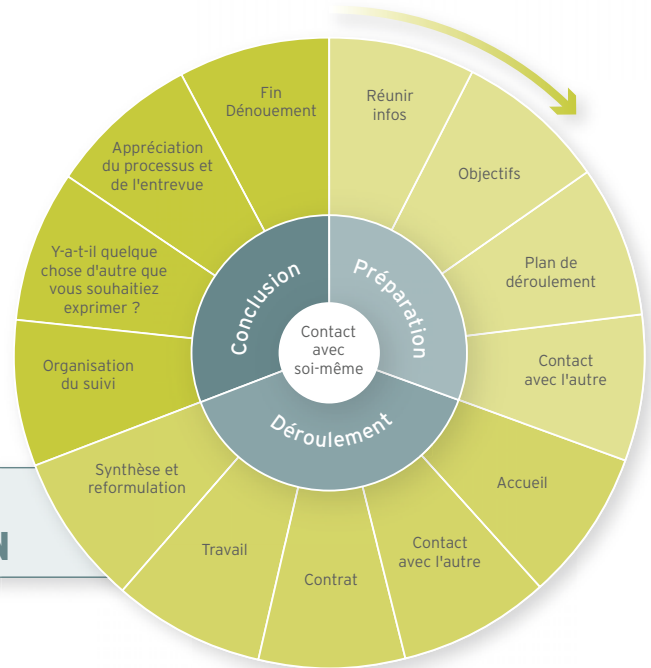 Réunir
infos
Objectifs
Plan de
déroulement
Contact
avec l'autre
Accueil
Contact
avec l'autre
Contrat
Travail
Synthèse et
reformulation
Organisation
du suivi
Y-a-t-il quelque
chose d'autre que
vous souhaitiez
exprimer ?
Appréciation
du processus et
de l'entrevue
Fin
Dénouement
Préparation
Déroulement
Conclusion
Contact
avec
soi-même
N